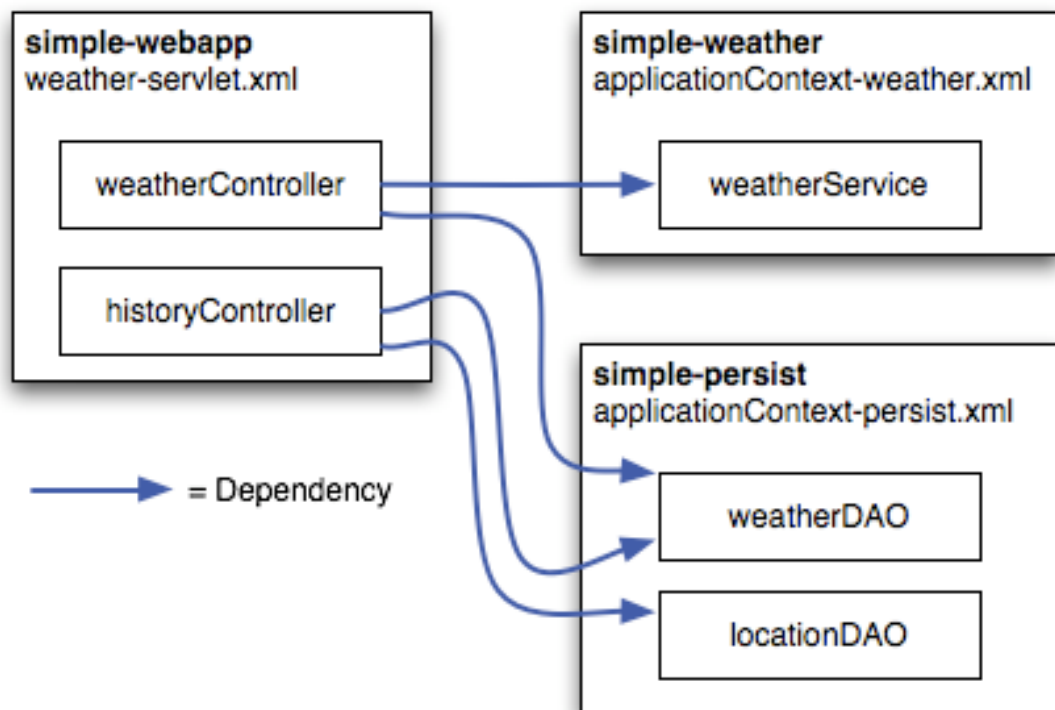 simple-webapp
weather-servlet.xml
weatherController
historyController
= Dependency
simple-weather
applicationContext-weather.xml
weatherService
simple-persist
applicationContext-persist.xml
weatherDAO
locationDAO